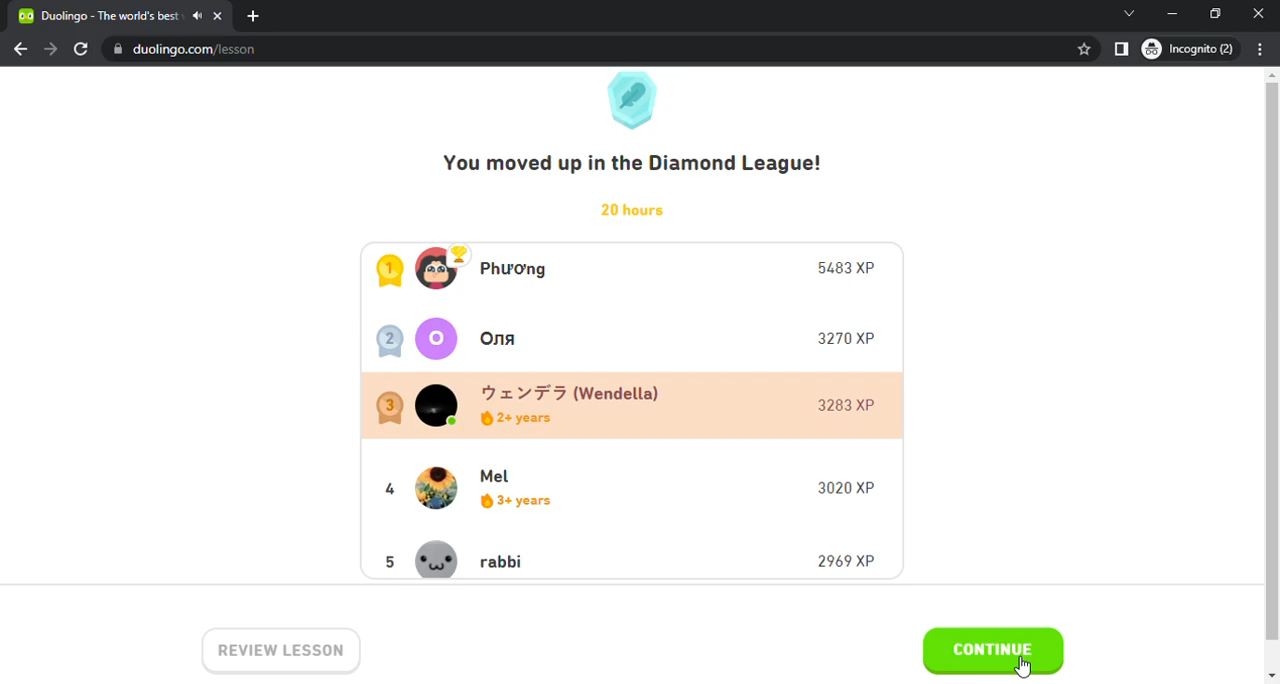 Duolingo - The world's best
duolingo.com/lesson
Incognito (2)
You moved up in the Diamond League!
20 hours
1 Phương 5483 XP
2 О Оля 3270 XP
3 ウェンデラ (Wendella) 3283 XP
2+ years
4 Mel 3020 XP
3+ years
5 rabbi 2969 XP
REVIEW LESSON
CONTINUE